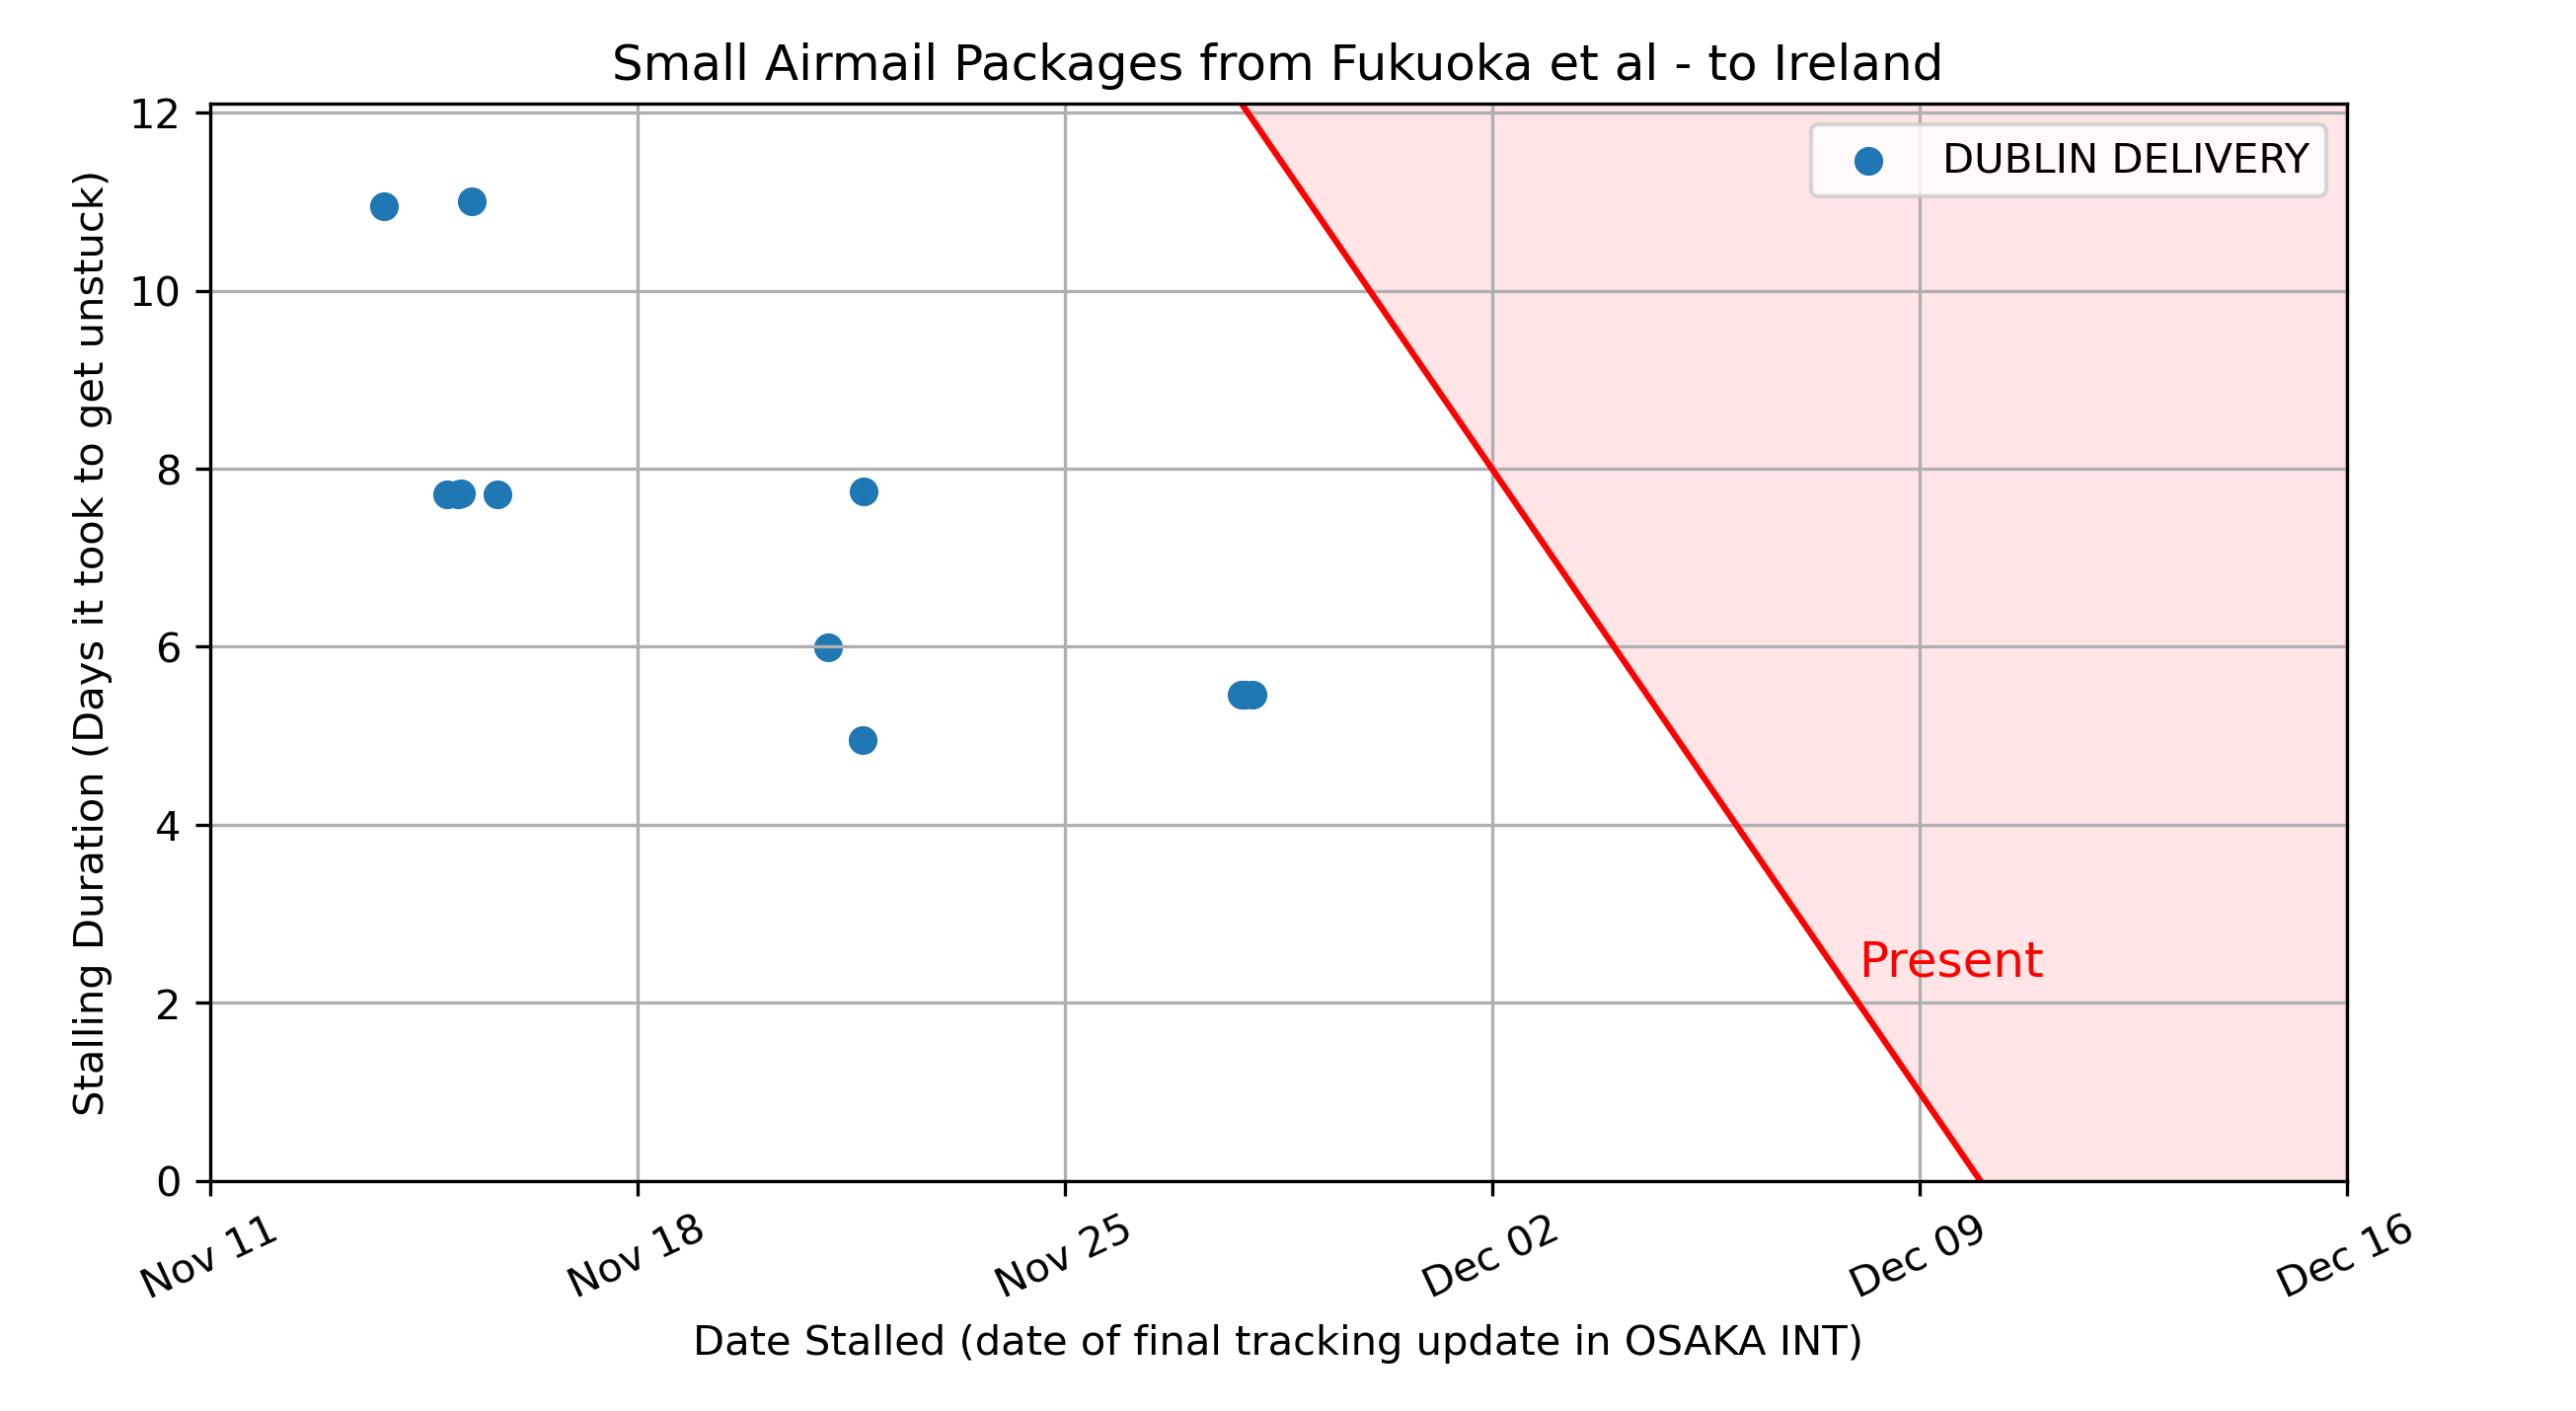 Small Airmail Packages from Fukuoka et al - to Ireland
DUBLIN DELIVERY
Stalling Duration (Days it took to get unstuck)
12
10
8
6
4
2
0
Present
Nov 11
Nov 18
Nov 25
Dec 02
Dec 09
Dec 16
Date Stalled (date of final tracking update in OSAKA INT)